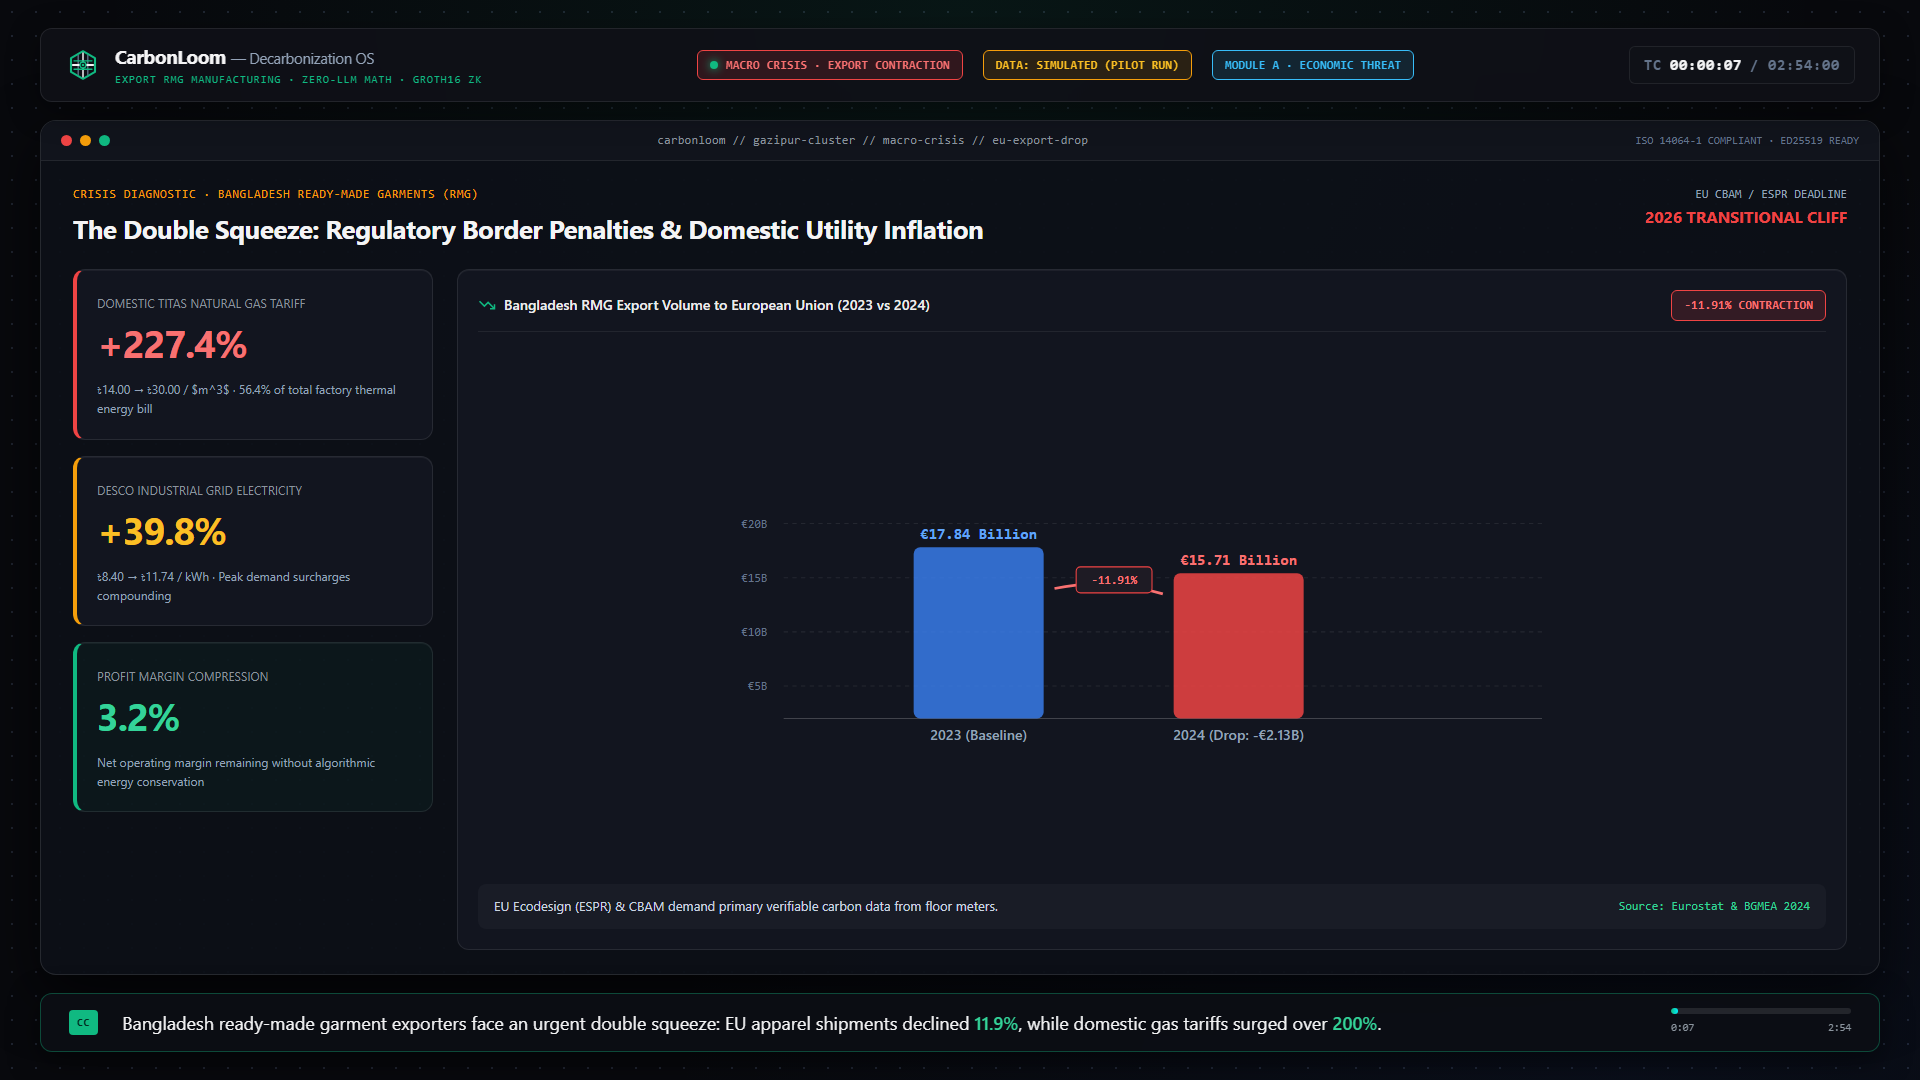 CarbonLoom — Decarbonization OS
EXPORT RMG MANUFACTURING · ZERO-LLM MATH · GROTH16 ZK
MACRO CRISIS · EXPORT CONTRACTION
DATA: SIMULATED (PILOT RUN)
MODULE A · ECONOMIC THREAT
TC 00:00:07 / 02:54:00
carbonloom // gazipur-cluster // macro-crisis // eu-export-drop
ISO 14064-1 COMPLIANT · ED25519 READY
CRISIS DIAGNOSTIC · BANGLADESH READY-MADE GARMENTS (RMG)
The Double Squeeze: Regulatory Border Penalties & Domestic Utility Inflation
EU CBAM / ESPR DEADLINE
2026 TRANSITIONAL CLIFF
DOMESTIC TITAS NATURAL GAS TARIFF
+227.4%
৳14.00 → ৳30.00 / $m^3$ · 56.4% of total factory thermal
energy bill
DESCO INDUSTRIAL GRID ELECTRICITY
+39.8%
৳8.40 → ৳11.74 / kWh · Peak demand surcharges
compounding
PROFIT MARGIN COMPRESSION
3.2%
Net operating margin remaining without algorithmic
energy conservation
Bangladesh RMG Export Volume to European Union (2023 vs 2024)
-11.91% CONTRACTION
€20B
€15B
€10B
€5B
€17.84 Billion
-11.91%
€15.71 Billion
2023 (Baseline)
2024 (Drop: -€2.13B)
EU Ecodesign (ESPR) & CBAM demand primary verifiable carbon data from floor meters.
Source: Eurostat & BGMEA 2024
CC
Bangladesh ready-made garment exporters face an urgent double squeeze: EU apparel shipments declined 11.9%, while domestic gas tariffs surged over 200%.
0:07
2:54